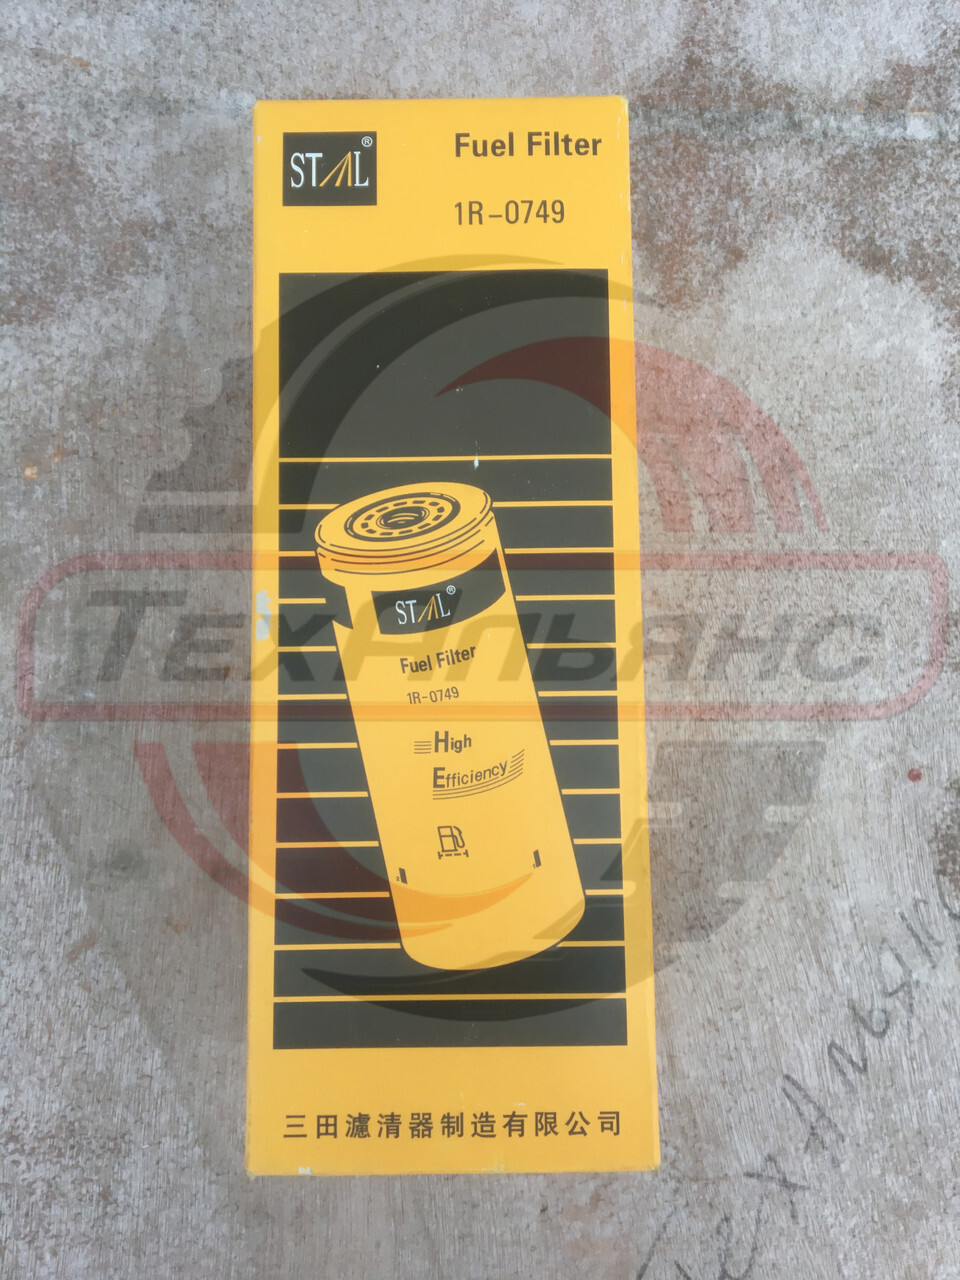 STAL®
Fuel Filter
1R-0749
STAL®
Fuel Filter
1R-0749
High
Efficiency
ТехАльянс
三田濾清器制造有限公司
ТехАльянс